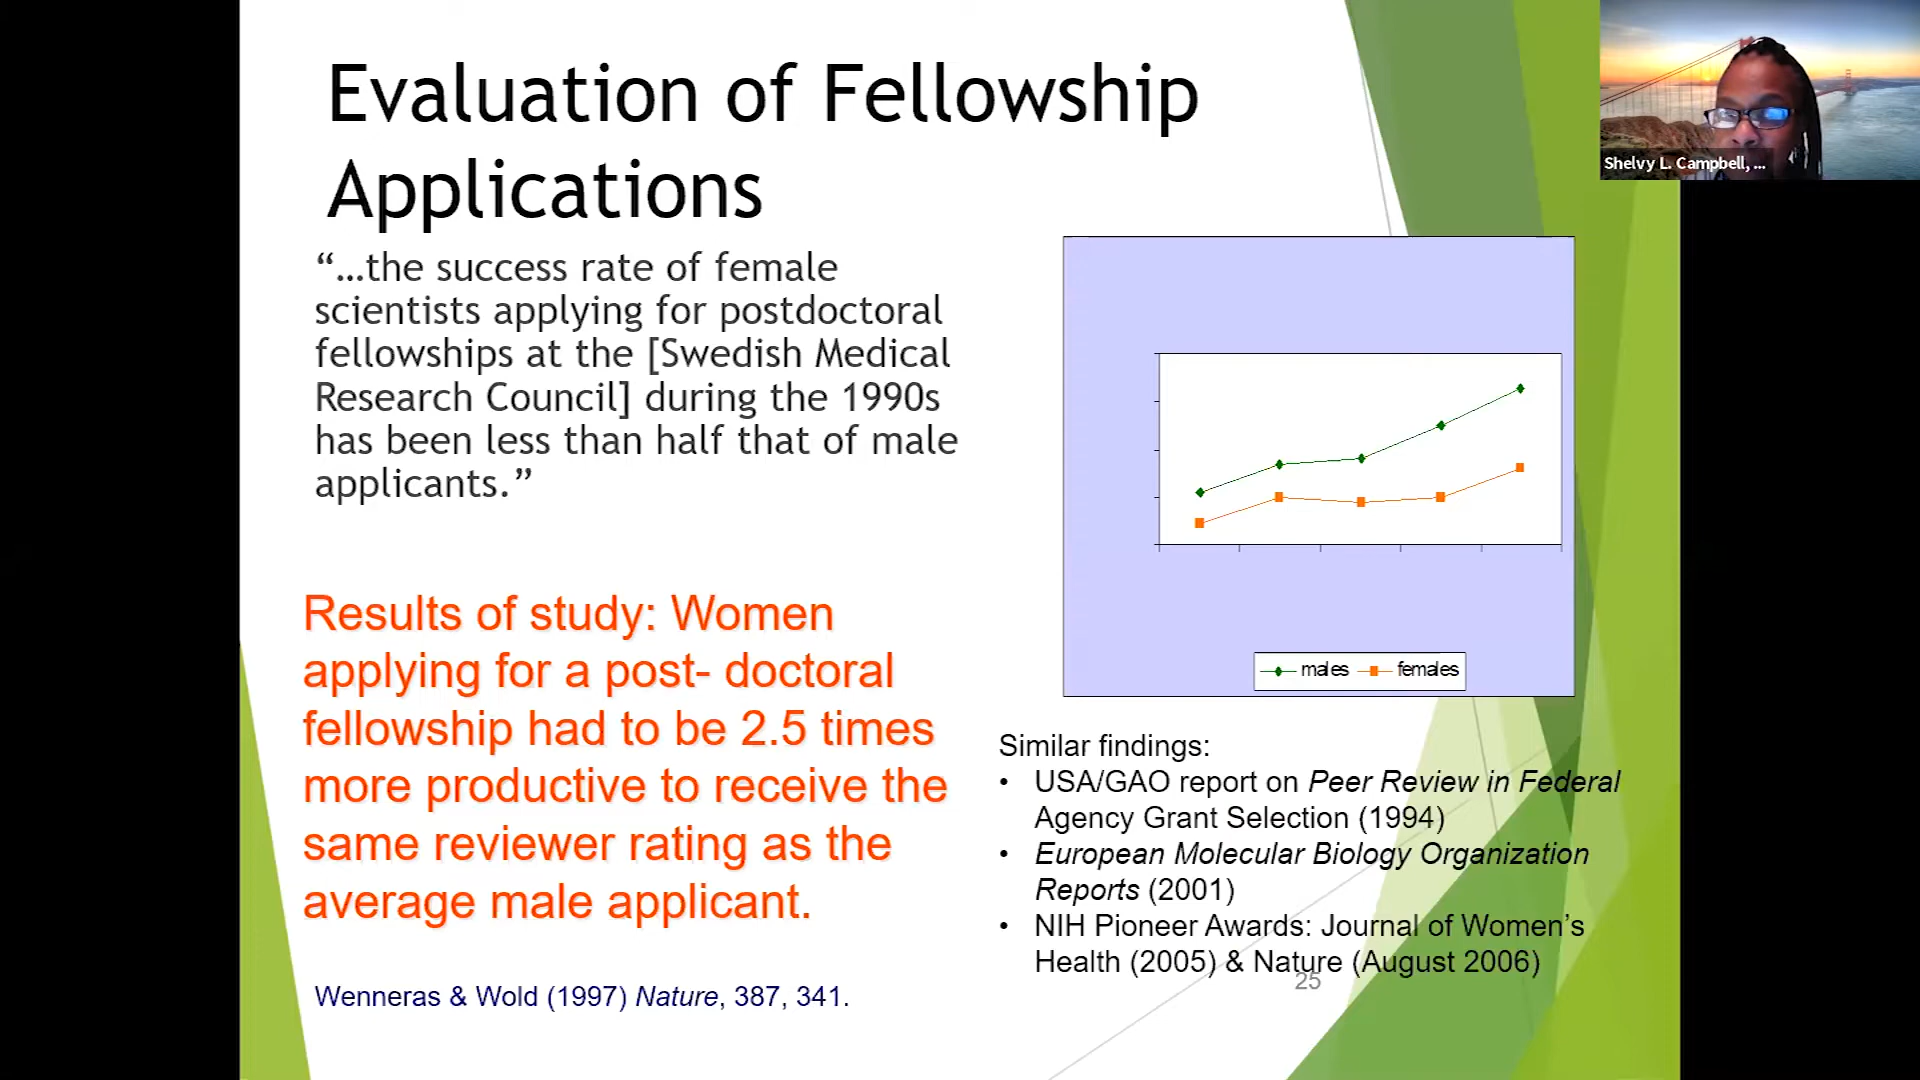 Evaluation of Fellowship
Applications
“…the success rate of female
scientists applying for postdoctoral
fellowships at the [Swedish Medical
Research Council] during the 1990s
has been less than half that of male
applicants.”
Results of study: Women
applying for a post- doctoral
fellowship had to be 2.5 times
more productive to receive the
same reviewer rating as the
average male applicant.
Wenneras & Wold (1997) Nature, 387, 341.
males females
Similar findings:
• USA/GAO report on Peer Review in Federal
Agency Grant Selection (1994)
• European Molecular Biology Organization
Reports (2001)
• NIH Pioneer Awards: Journal of Women’s
Health (2005) & Nature (August 2006)
25
Shelvy L. Campbell, ...